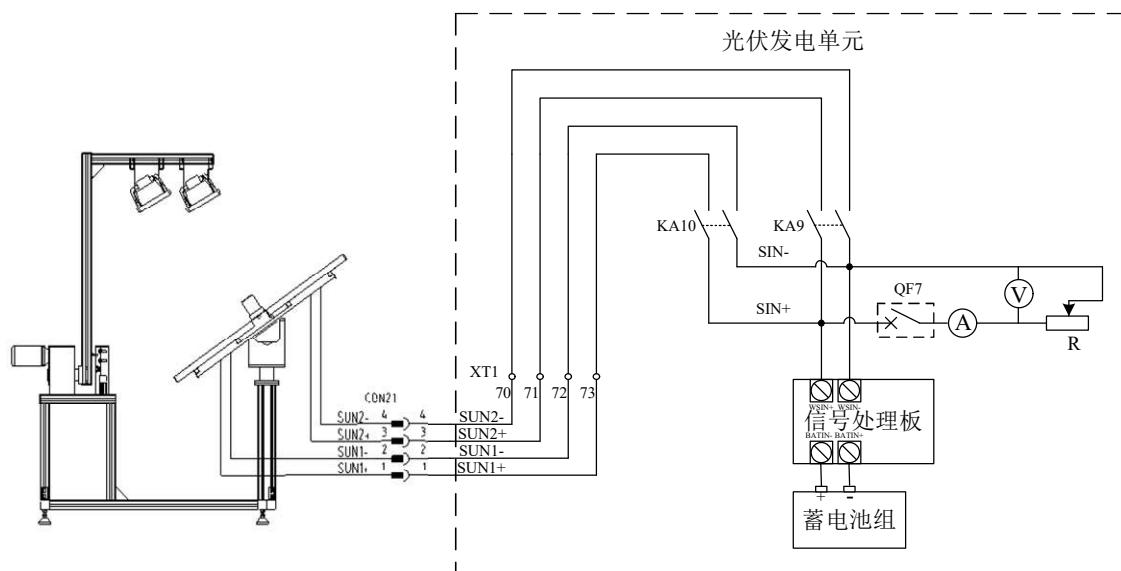 光伏发电单元
KA10
KA9
SIN-
SIN+
QF7
V
A
R
XT1
70
71
72
73
CON21
SUN2- 4 4 SUN2-
SUN2+ 3 3 SUN2+
SUN1- 2 2 SUN1-
SUN1+ 1 1 SUN1+
WSIN+ WSIN-
信号处理板
BATIN- BATIN+
+ -
蓄电池组